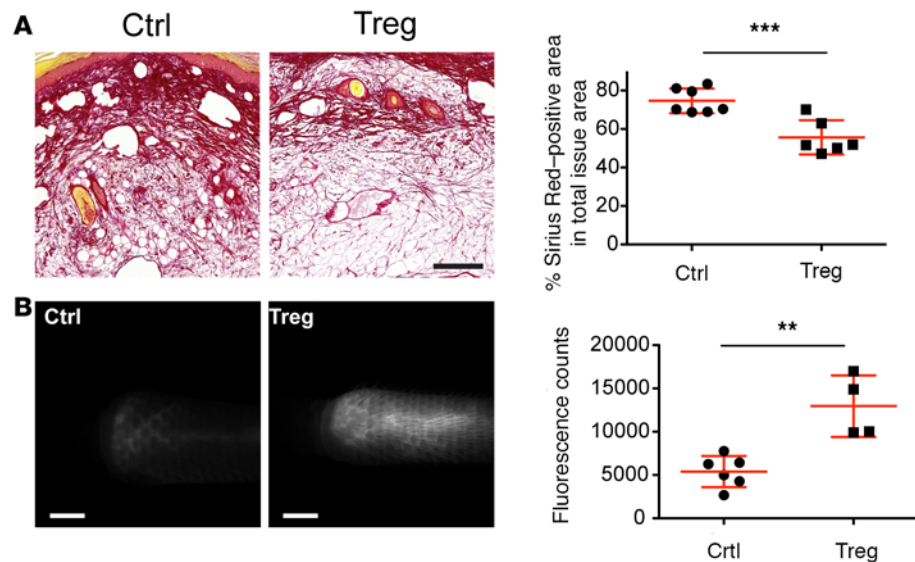 A
Ctrl
Treg
% Sirius Red–positive area
in total tissue area
80
60
40
20
0
***
Ctrl
Treg
B
Ctrl
Treg
Fluorescence counts
20000
15000
10000
5000
0
**
Crtl
Treg